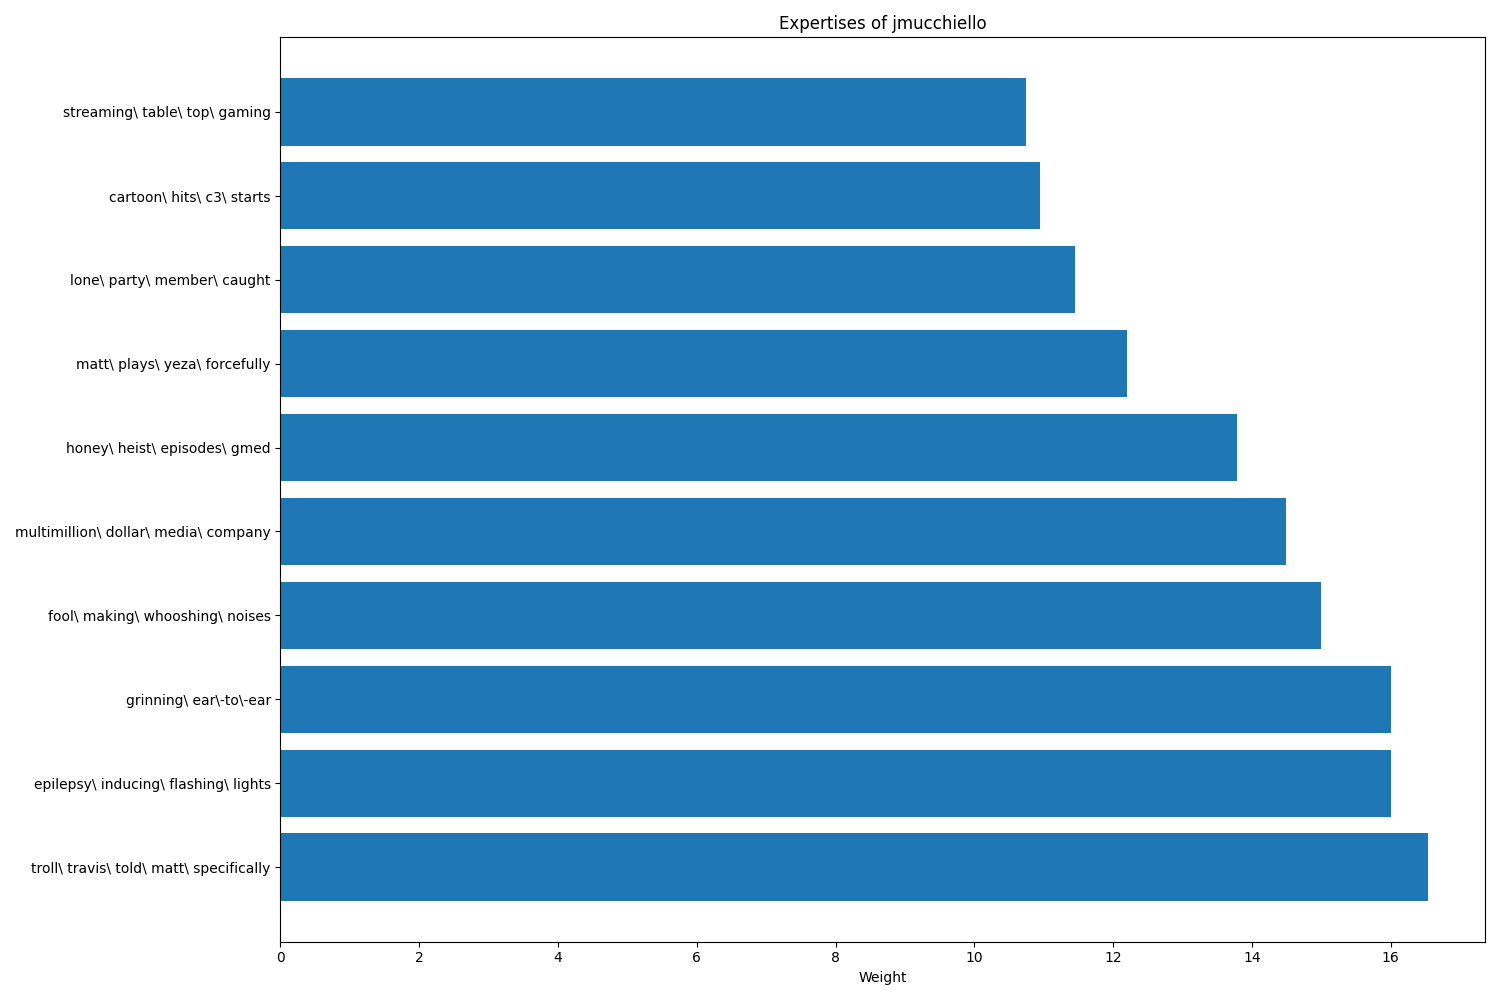 Expertises of jmucchiello
streaming\ table\ top\ gaming
cartoon\ hits\ c3\ starts
lone\ party\ member\ caught
matt\ plays\ yeza\ forcefully
honey\ heist\ episodes\ gmed
multimillion\ dollar\ media\ company
fool\ making\ whooshing\ noises
grinning\ ear\-to\-ear
epilepsy\ inducing\ flashing\ lights
troll\ travis\ told\ matt\ specifically
0 2 4 6 8 10 12 14 16
Weight